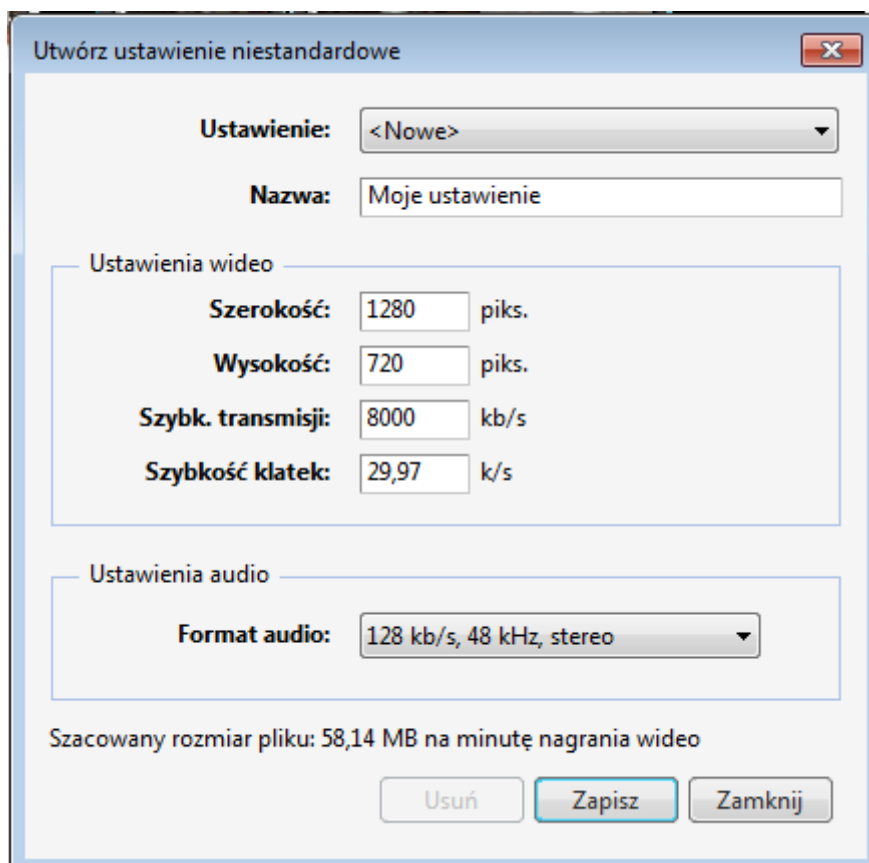 Utwórz ustawienie niestandardowe
Ustawienie: <Nowe>
Nazwa: Moje ustawienie
Ustawienia wideo
Szerokość: 1280 piks.
Wysokość: 720 piks.
Szybk. transmisji: 8000 kb/s
Szybkość klatek: 29,97 k/s
Ustawienia audio
Format audio: 128 kb/s, 48 kHz, stereo
Szacowany rozmiar pliku: 58,14 MB na minutę nagrania wideo
Usuń Zapisz Zamknij